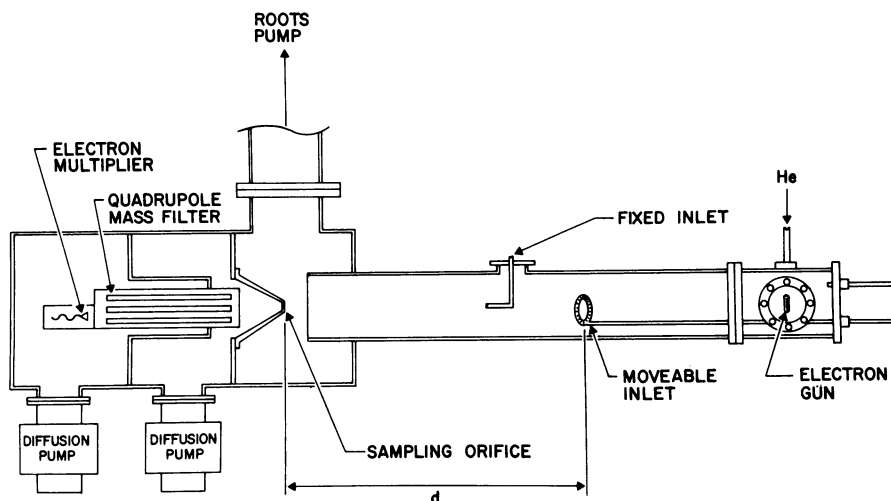 ROOTS
PUMP
ELECTRON
MULTIPLIER
QUADRUPOLE
MASS FILTER
He
FIXED INLET
MOVEABLE
INLET
ELECTRON
GUN
SAMPLING ORIFICE
DIFFUSION
PUMP
DIFFUSION
PUMP
d